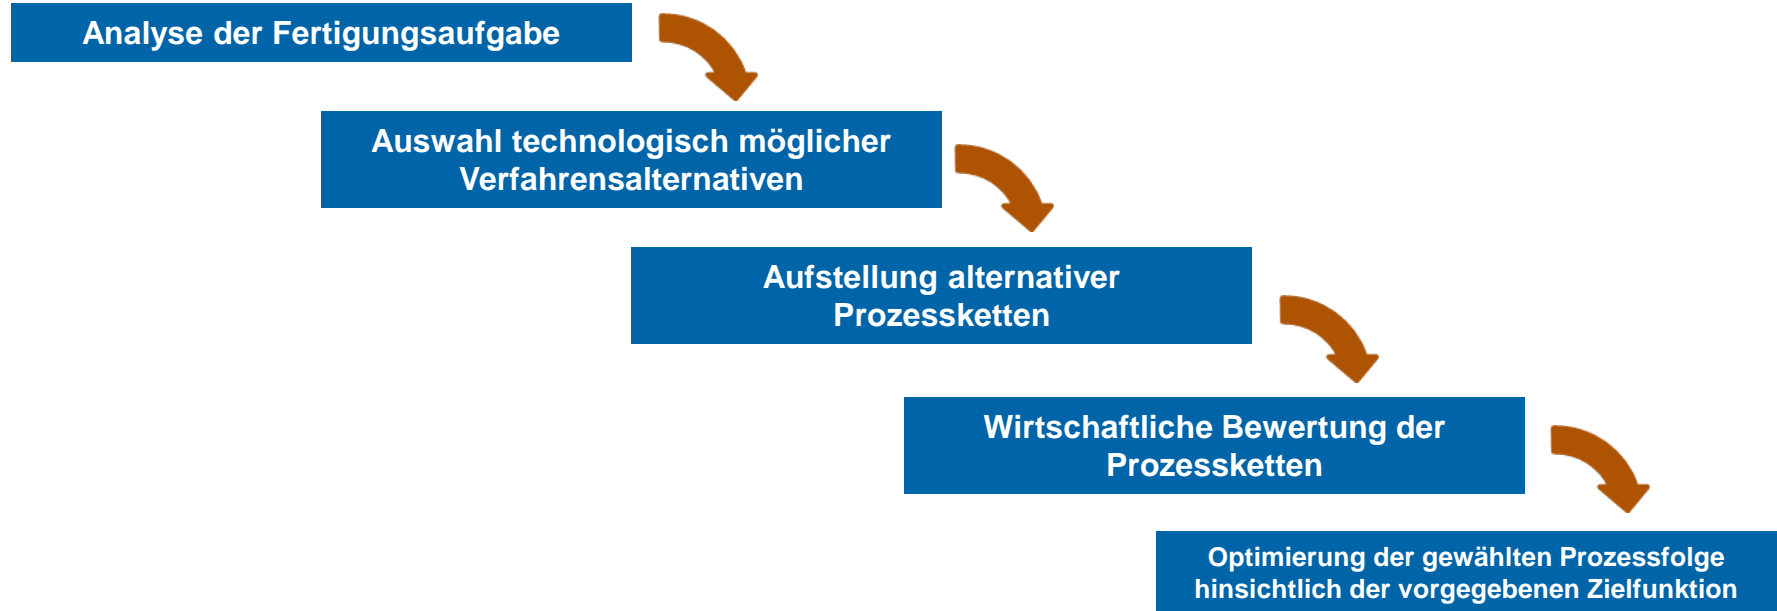 Analyse der Fertigungsaufgabe
Auswahl technologisch möglicher
Verfahrensalternativen
Aufstellung alternativer
Prozessketten
Wirtschaftliche Bewertung der
Prozessketten
Optimierung der gewählten Prozessfolge
hinsichtlich der vorgegebenen Zielfunktion